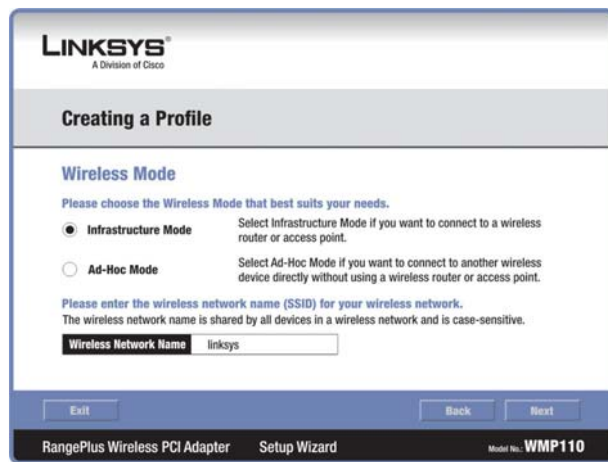 LINKSYS®
A Division of Cisco
Creating a Profile
Wireless Mode
Please choose the Wireless Mode that best suits your needs.
Infrastructure Mode
Select Infrastructure Mode if you want to connect to a wireless
router or access point.
Ad-Hoc Mode
Select Ad-Hoc Mode if you want to connect to another wireless
device directly without using a wireless router or access point.
Please enter the wireless network name (SSID) for your wireless network.
The wireless network name is shared by all devices in a wireless network and is case-sensitive.
Wireless Network Name linksys
Exit Back Next
RangePlus Wireless PCI Adapter Setup Wizard Model No.: WMP110